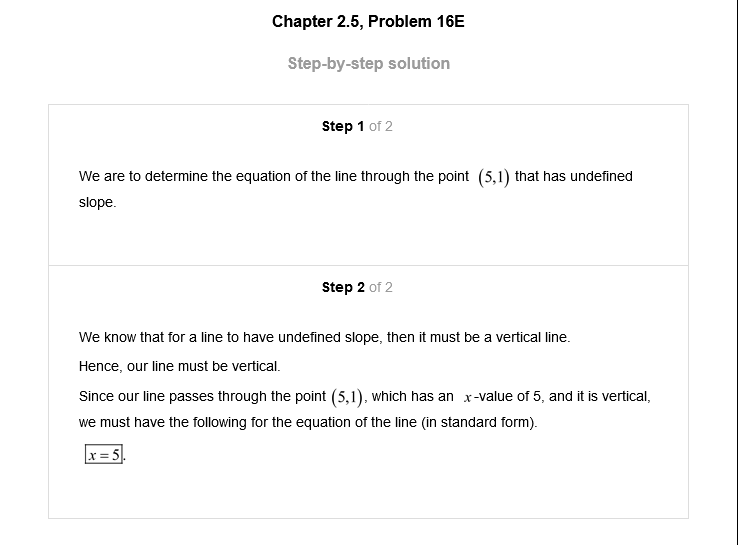 Chapter 2.5, Problem 16E
Step-by-step solution
Step 1 of 2
We are to determine the equation of the line through the point (5,1) that has undefined
slope.
Step 2 of 2
We know that for a line to have undefined slope, then it must be a vertical line.
Hence, our line must be vertical.
Since our line passes through the point (5,1), which has an x-value of 5, and it is vertical,
we must have the following for the equation of the line (in standard form).
x = 5.